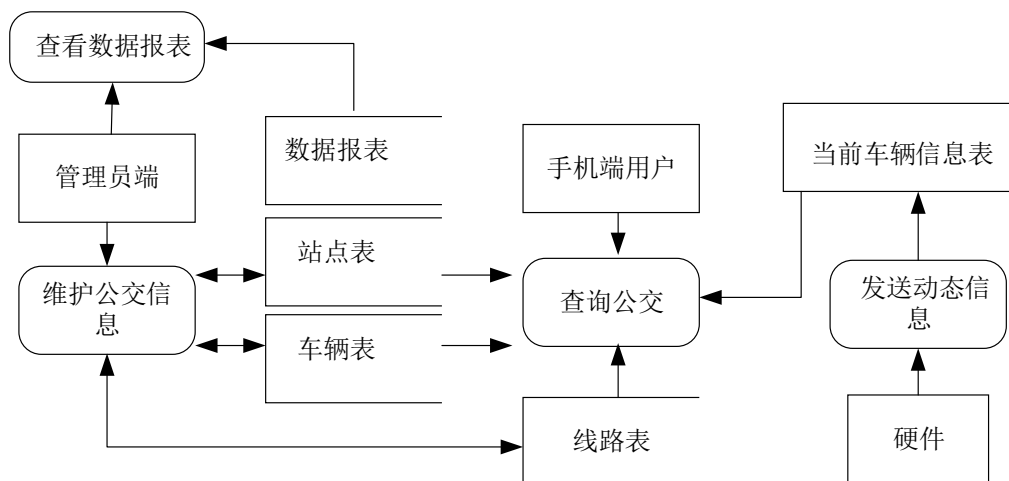 查看数据报表
数据报表
手机端用户
当前车辆信息表
管理员端
站点表
维护公交信
息
查询公交
发送动态信
息
车辆表
线路表
硬件